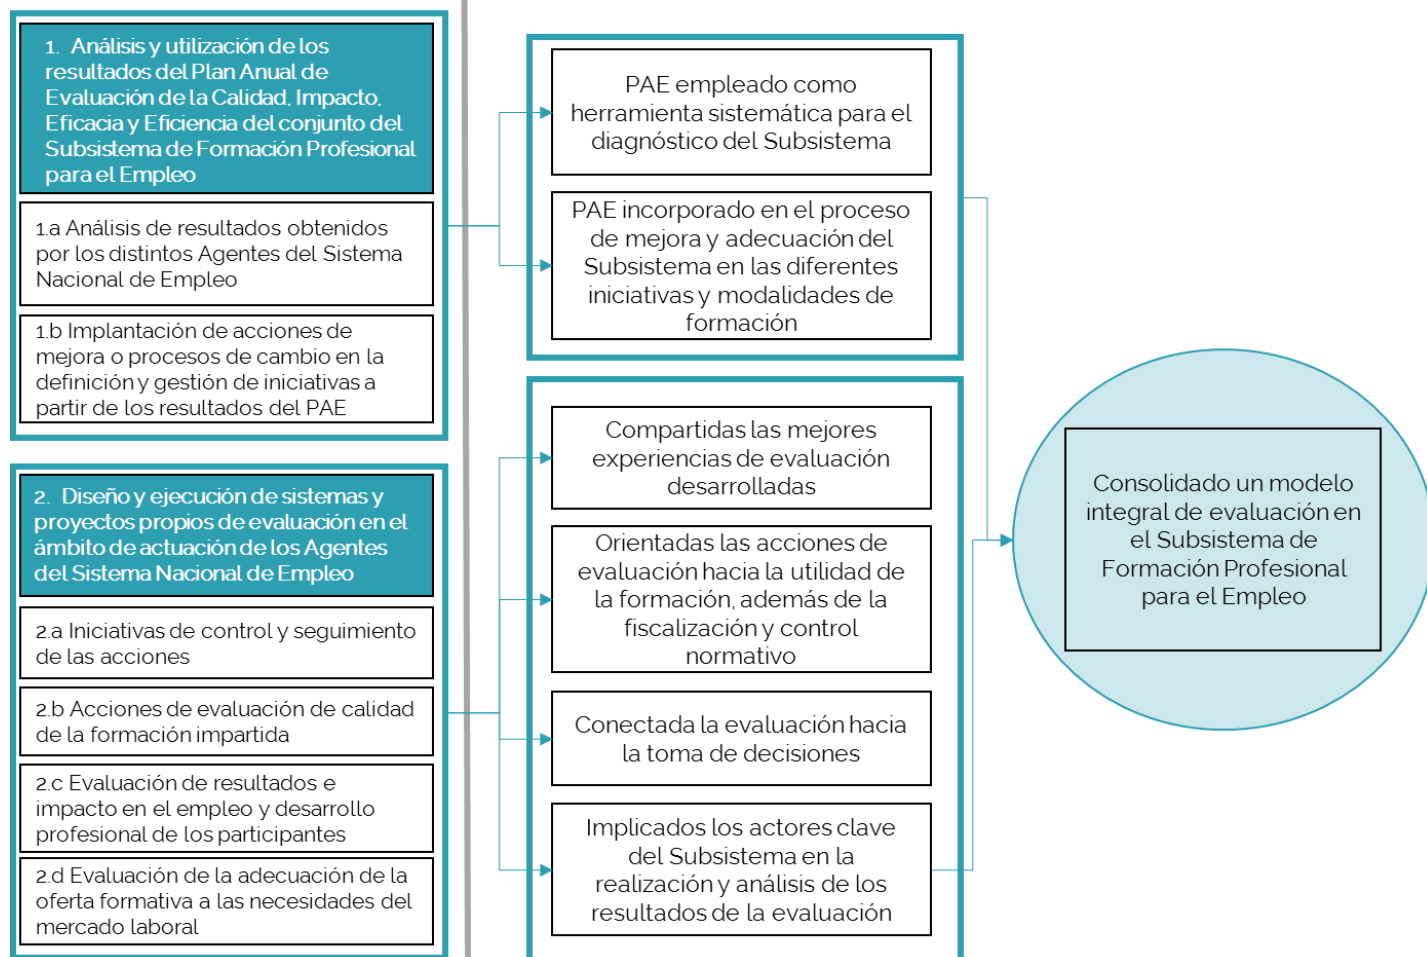 1. Análisis y utilización de los
resultados del Plan Anual de
Evaluación de la Calidad, Impacto,
Eficacia y Eficiencia del conjunto del
Subsistema de Formación Profesional
para el Empleo
1.a Análisis de resultados obtenidos
por los distintos Agentes del Sistema
Nacional de Empleo
1.b Implantación de acciones de
mejora o procesos de cambio en la
definición y gestión de iniciativas a
partir de los resultados del PAE
2. Diseño y ejecución de sistemas y
proyectos propios de evaluación en el
ámbito de actuación de los Agentes
del Sistema Nacional de Empleo
2.a Iniciativas de control y seguimiento
de las acciones
2.b Acciones de evaluación de calidad
de la formación impartida
2.c Evaluación de resultados e
impacto en el empleo y desarrollo
profesional de los participantes
2.d Evaluación de la adecuación de la
oferta formativa a las necesidades del
mercado laboral
PAE empleado como
herramienta sistemática para el
diagnóstico del Subsistema
PAE incorporado en el proceso
de mejora y adecuación del
Subsistema en las diferentes
iniciativas y modalidades de
formación
Compartidas las mejores
experiencias de evaluación
desarrolladas
Orientadas las acciones de
evaluación hacia la utilidad de
la formación, además de la
fiscalización y control
normativo
Conectada la evaluación hacia
la toma de decisiones
Implicados los actores clave
del Subsistema en la
realización y análisis de los
resultados de la evaluación
Consolidado un modelo
integral de evaluación en
el Subsistema de
Formación Profesional
para el Empleo